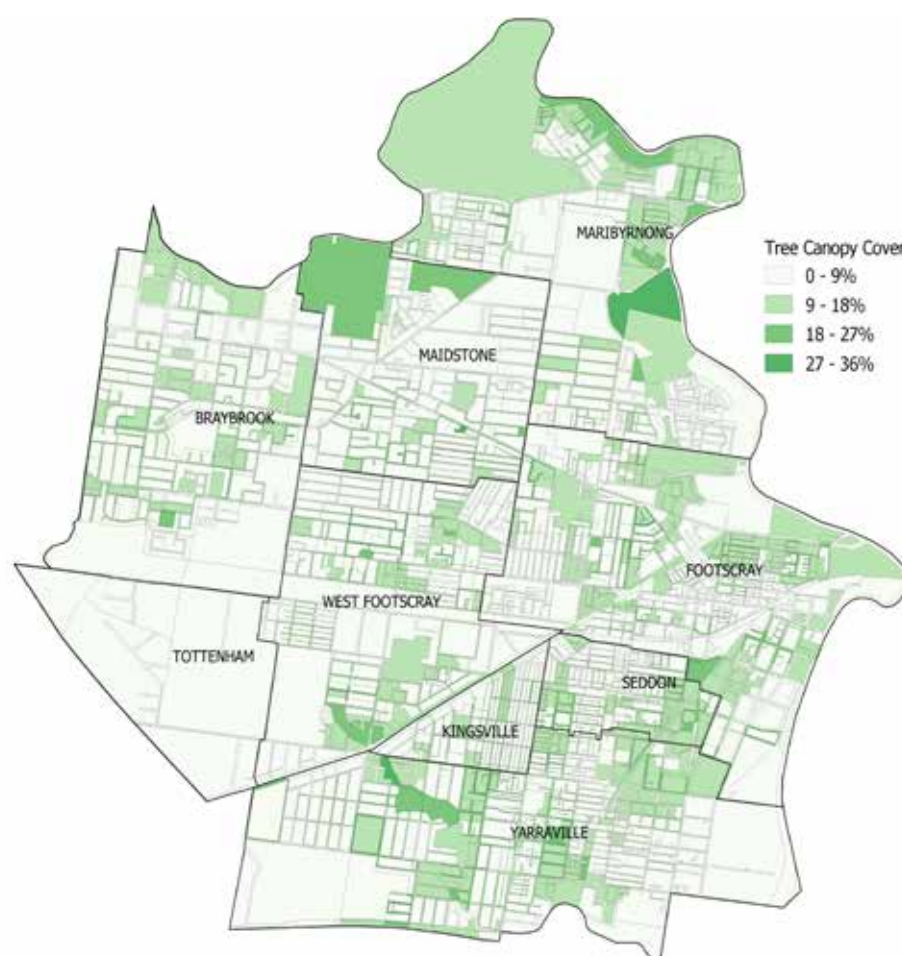 MARIBYRNONG
Tree Canopy Cover
0 - 9%
9 - 18%
18 - 27%
27 - 36%
MAIDSTONE
BRAYBROOK
FOOTSCRAY
WEST FOOTSCRAY
TOTTENHAM
SEDDON
KINGSVILLE
YARRAVILLE